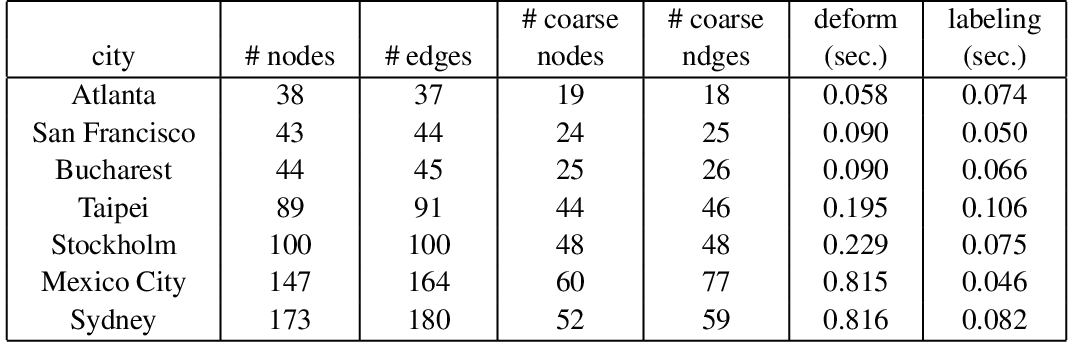 # coarse # coarse deform labeling
city # nodes # edges nodes ndges (sec.) (sec.)
Atlanta 38 37 19 18 0.058 0.074
San Francisco 43 44 24 25 0.090 0.050
Bucharest 44 45 25 26 0.090 0.066
Taipei 89 91 44 46 0.195 0.106
Stockholm 100 100 48 48 0.229 0.075
Mexico City 147 164 60 77 0.815 0.046
Sydney 173 180 52 59 0.816 0.082